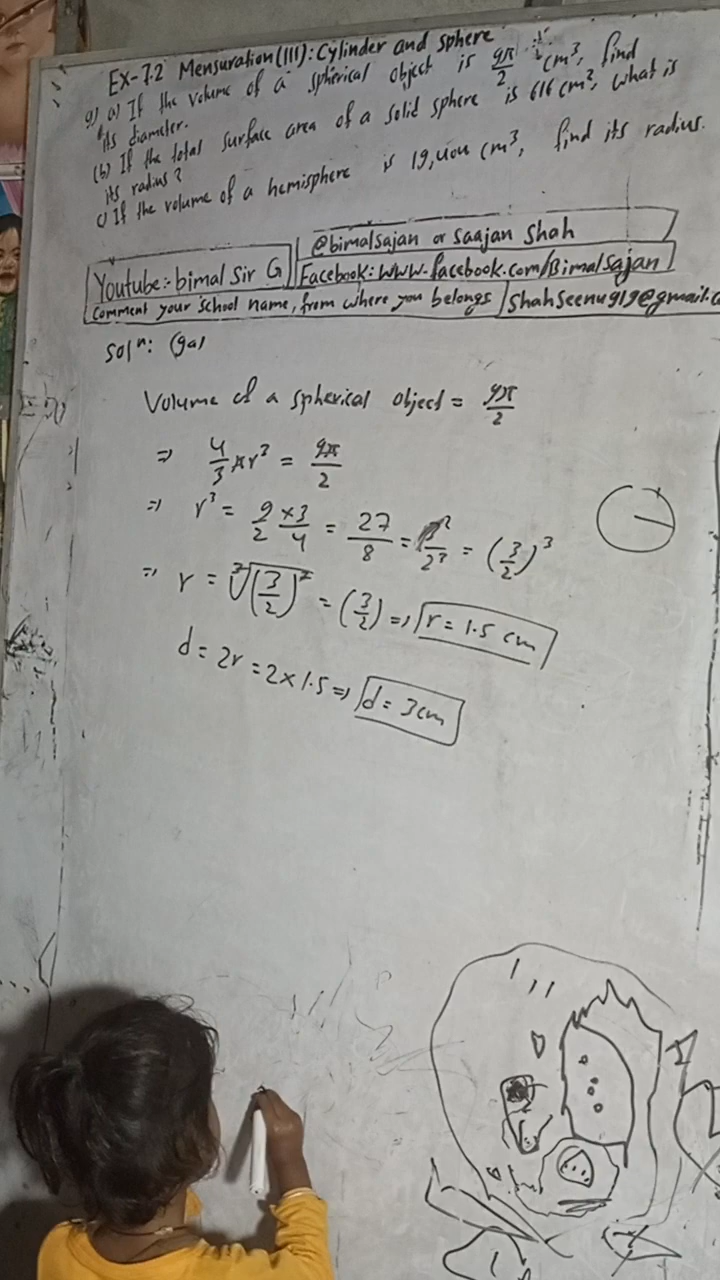 Ex-7.2 Mensuration(III): Cylinder and sphere
9) a) If the volume of a spherical object is 9π/2 cm³, find
its diameter.
(b) If the total surface area of a solid sphere is 616 cm², what is
its radius?
c) If the volume of a hemisphere is 19,404 cm³, find its radius.
@bimalsajan or Saajan Shah
Youtube:- bimal Sir G
Facebook: WWW.facebook.com/Bimalsajan
Comment your school name, from where you belongs
Shahseenu919@gmail.c
Solⁿ: (9a)
Volume of a spherical object = 9π/2
⇒ 4/3 πr³ = 9π/2
⇒ r³ = 9/2 × 3/4 = 27/8 = /2³ = (3/2)³
⇒ r = ³√(3/2)³ = (3/2) ⇒ r = 1.5 cm
d = 2r = 2×1.5 ⇒ d = 3cm